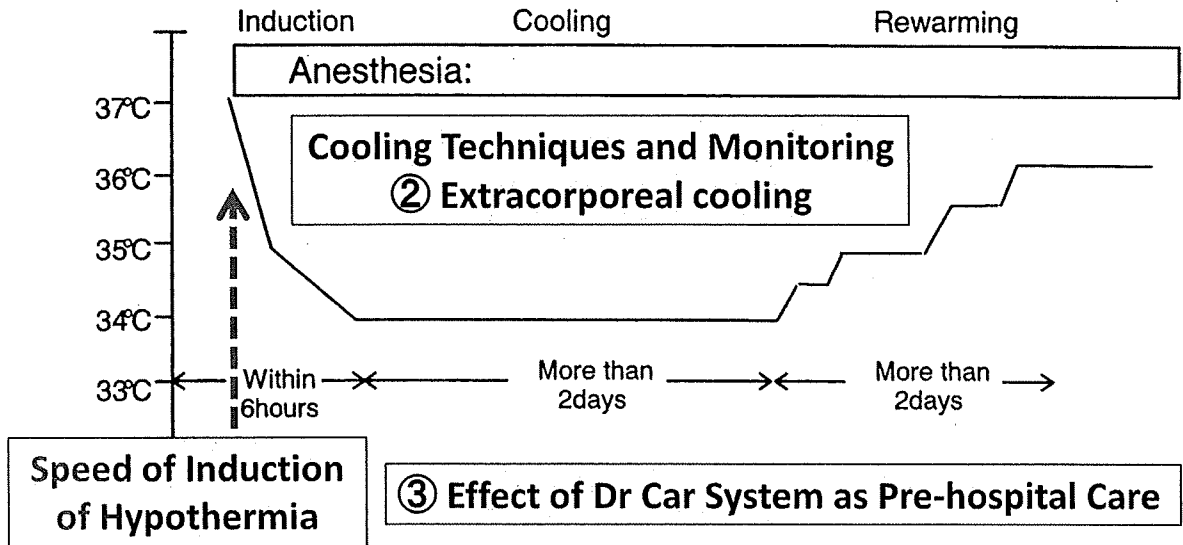 Induction Cooling Rewarming
Anesthesia:
37°C
Cooling Techniques and Monitoring
② Extracorporeal cooling
36°C
35°C
34°C
33°C
Within
6hours
More than
2days
More than
2days
Speed of Induction
of Hypothermia
③ Effect of Dr Car System as Pre-hospital Care